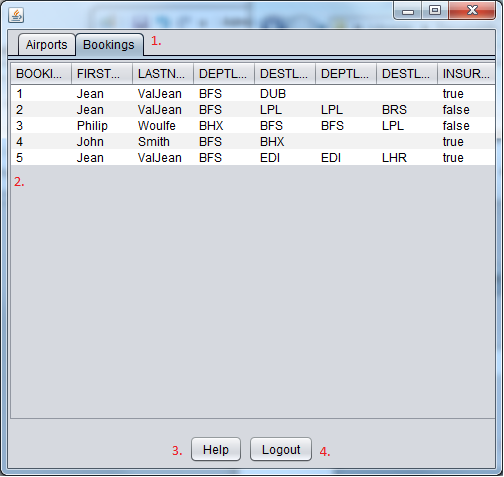 Airports Bookings 1.
BOOKI... FIRST... LASTN... DEPTL... DESTL... DEPTL... DESTL... INSUR...
1 Jean ValJean BFS DUB true
2 Jean ValJean BFS LPL LPL BRS false
3 Philip Woulfe BHX BFS BFS LPL false
4 John Smith BFS BHX true
5 Jean ValJean BFS EDI EDI LHR true
2.
3. Help Logout 4.